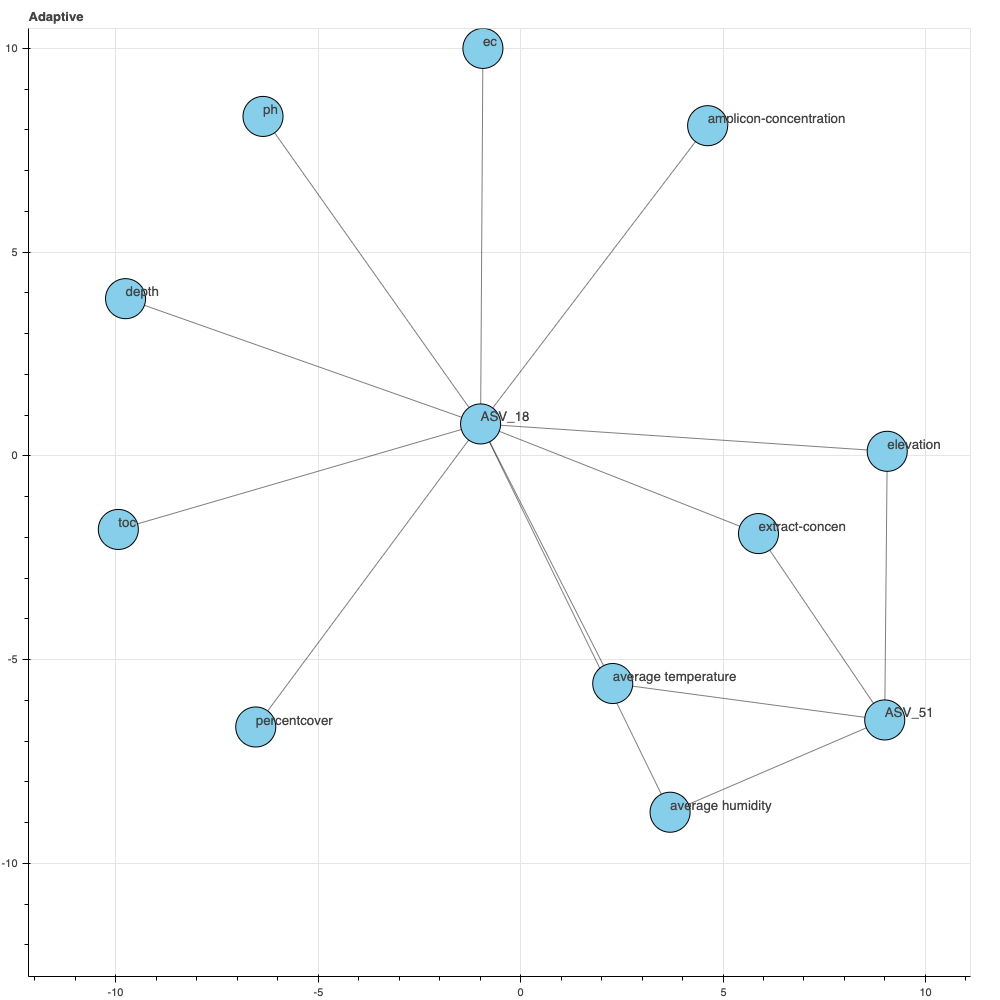 Adaptive
10
ec
ph
amplicon-concentration
5
depth
ASV_18
elevation
0
toc
extract-concen
-5
average temperature
ASV_51
percentcover
average humidity
-10
-10
-5
0
5
10